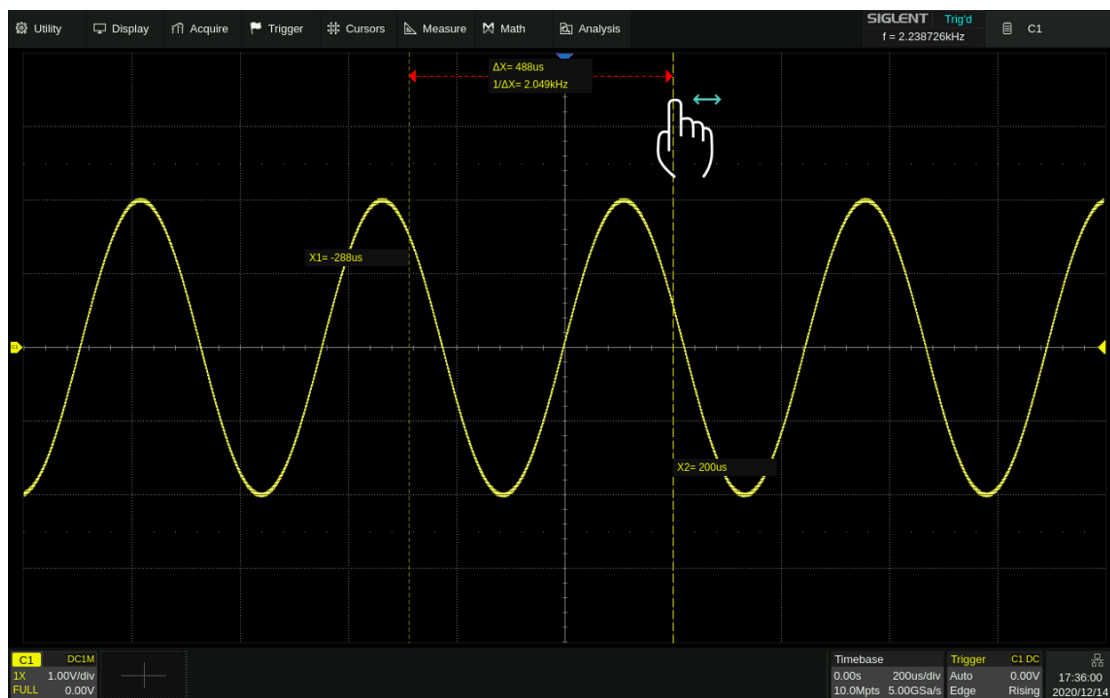 Utility Display Acquire Trigger Cursors Measure Math Analysis
SIGLENT Trig'd
f = 2.238726kHz
C1
ΔX= 488us
1/ΔX= 2.049kHz
X1= -288us
C1
X2= 200us
C1 DC1M
1X 1.00V/div
FULL 0.00V
Timebase
0.00s 200us/div
10.0Mpts 5.00GSa/s
Trigger C1 DC
Auto 0.00V
Edge Rising
17:36:00
2020/12/14